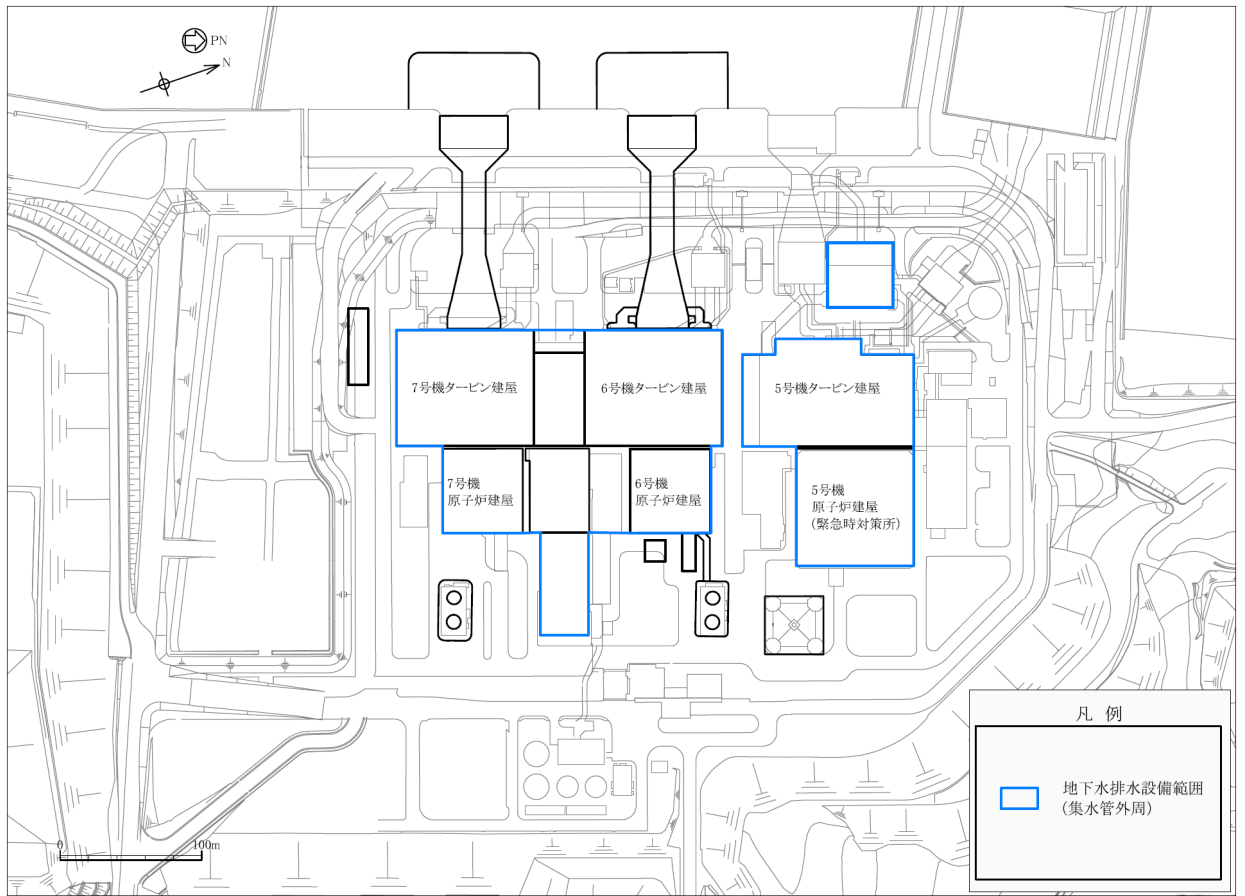 PN
N
7号機タービン建屋
6号機タービン建屋
5号機タービン建屋
7号機
原子炉建屋
6号機
原子炉建屋
5号機
原子炉建屋
(緊急時対策所)
凡 例
地下水排水設備範囲
(集水管外周)
0
100m